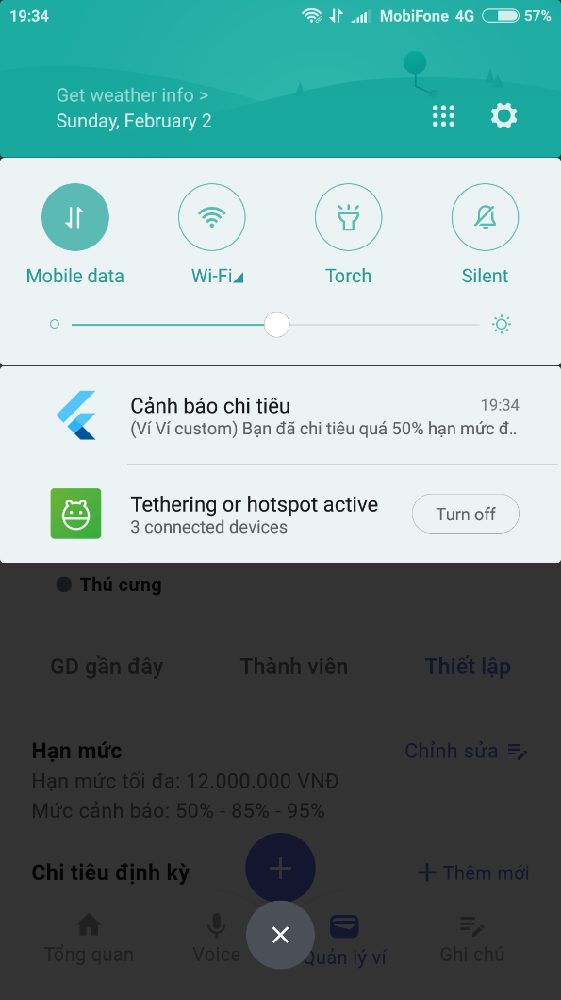 19:34
MobiFone 4G 57%
Get weather info >
Sunday, February 2
Mobile data
Wi-Fi
Torch
Silent
Cảnh báo chi tiêu 19:34
(Ví Ví custom) Bạn đã chi tiêu quá 50% hạn mức đ..
Tethering or hotspot active
3 connected devices
Turn off
Thú cưng
GD gần đây
Thành viên
Thiết lập
Hạn mức
Chỉnh sửa
Hạn mức tối đa: 12.000.000 VNĐ
Mức cảnh báo: 50% - 85% - 95%
Chi tiêu định kỳ
Thêm mới
Tổng quan
Voice
Quản lý ví
Ghi chú